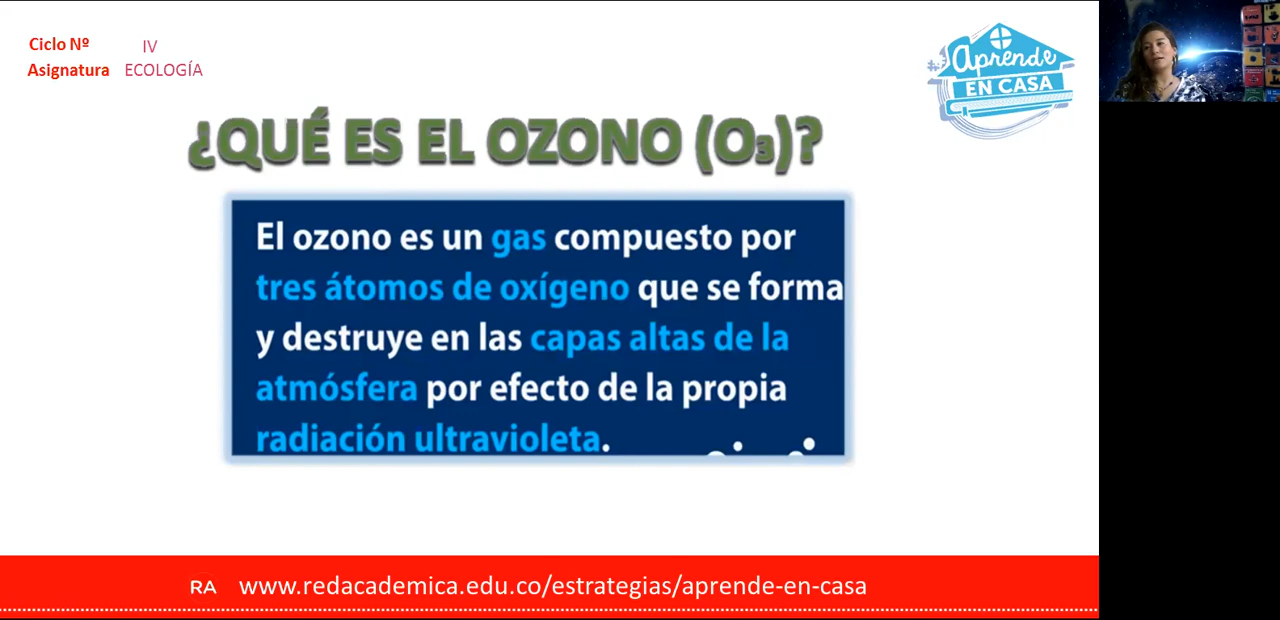 Ciclo Nº IV
Asignatura ECOLOGÍA
#Aprende
EN CASA
¿QUÉ ES EL OZONO (O₃)?
El ozono es un gas compuesto por
tres átomos de oxígeno que se forma
y destruye en las capas altas de la
atmósfera por efecto de la propia
radiación ultravioleta.
RA www.redacademica.edu.co/estrategias/aprende-en-casa